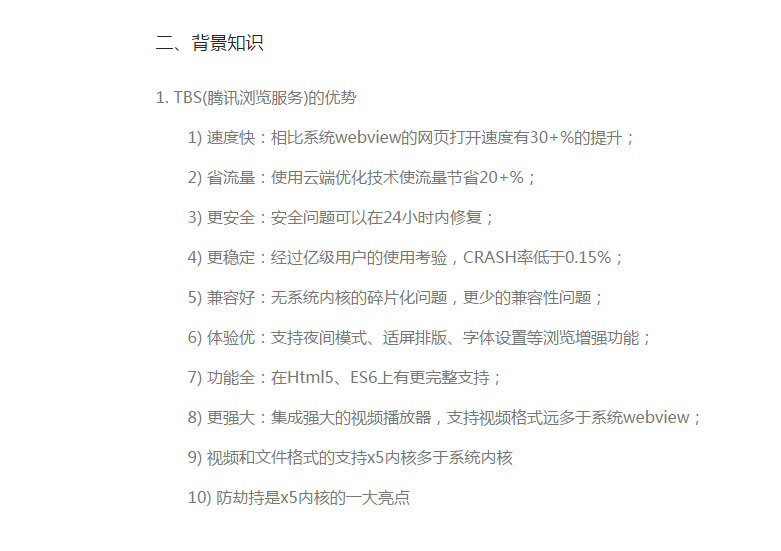 二、背景知识
1. TBS(腾讯浏览服务)的优势
1) 速度快：相比系统webview的网页打开速度有30+%的提升；
2) 省流量：使用云端优化技术使流量节省20+%；
3) 更安全：安全问题可以在24小时内修复；
4) 更稳定：经过亿级用户的使用考验，CRASH率低于0.15%；
5) 兼容好：无系统内核的碎片化问题，更少的兼容性问题；
6) 体验优：支持夜间模式、适屏排版、字体设置等浏览增强功能；
7) 功能全：在Html5、ES6上有更完整支持；
8) 更强大：集成强大的视频播放器，支持视频格式远多于系统webview；
9) 视频和文件格式的支持x5内核多于系统内核
10) 防劫持是x5内核的一大亮点